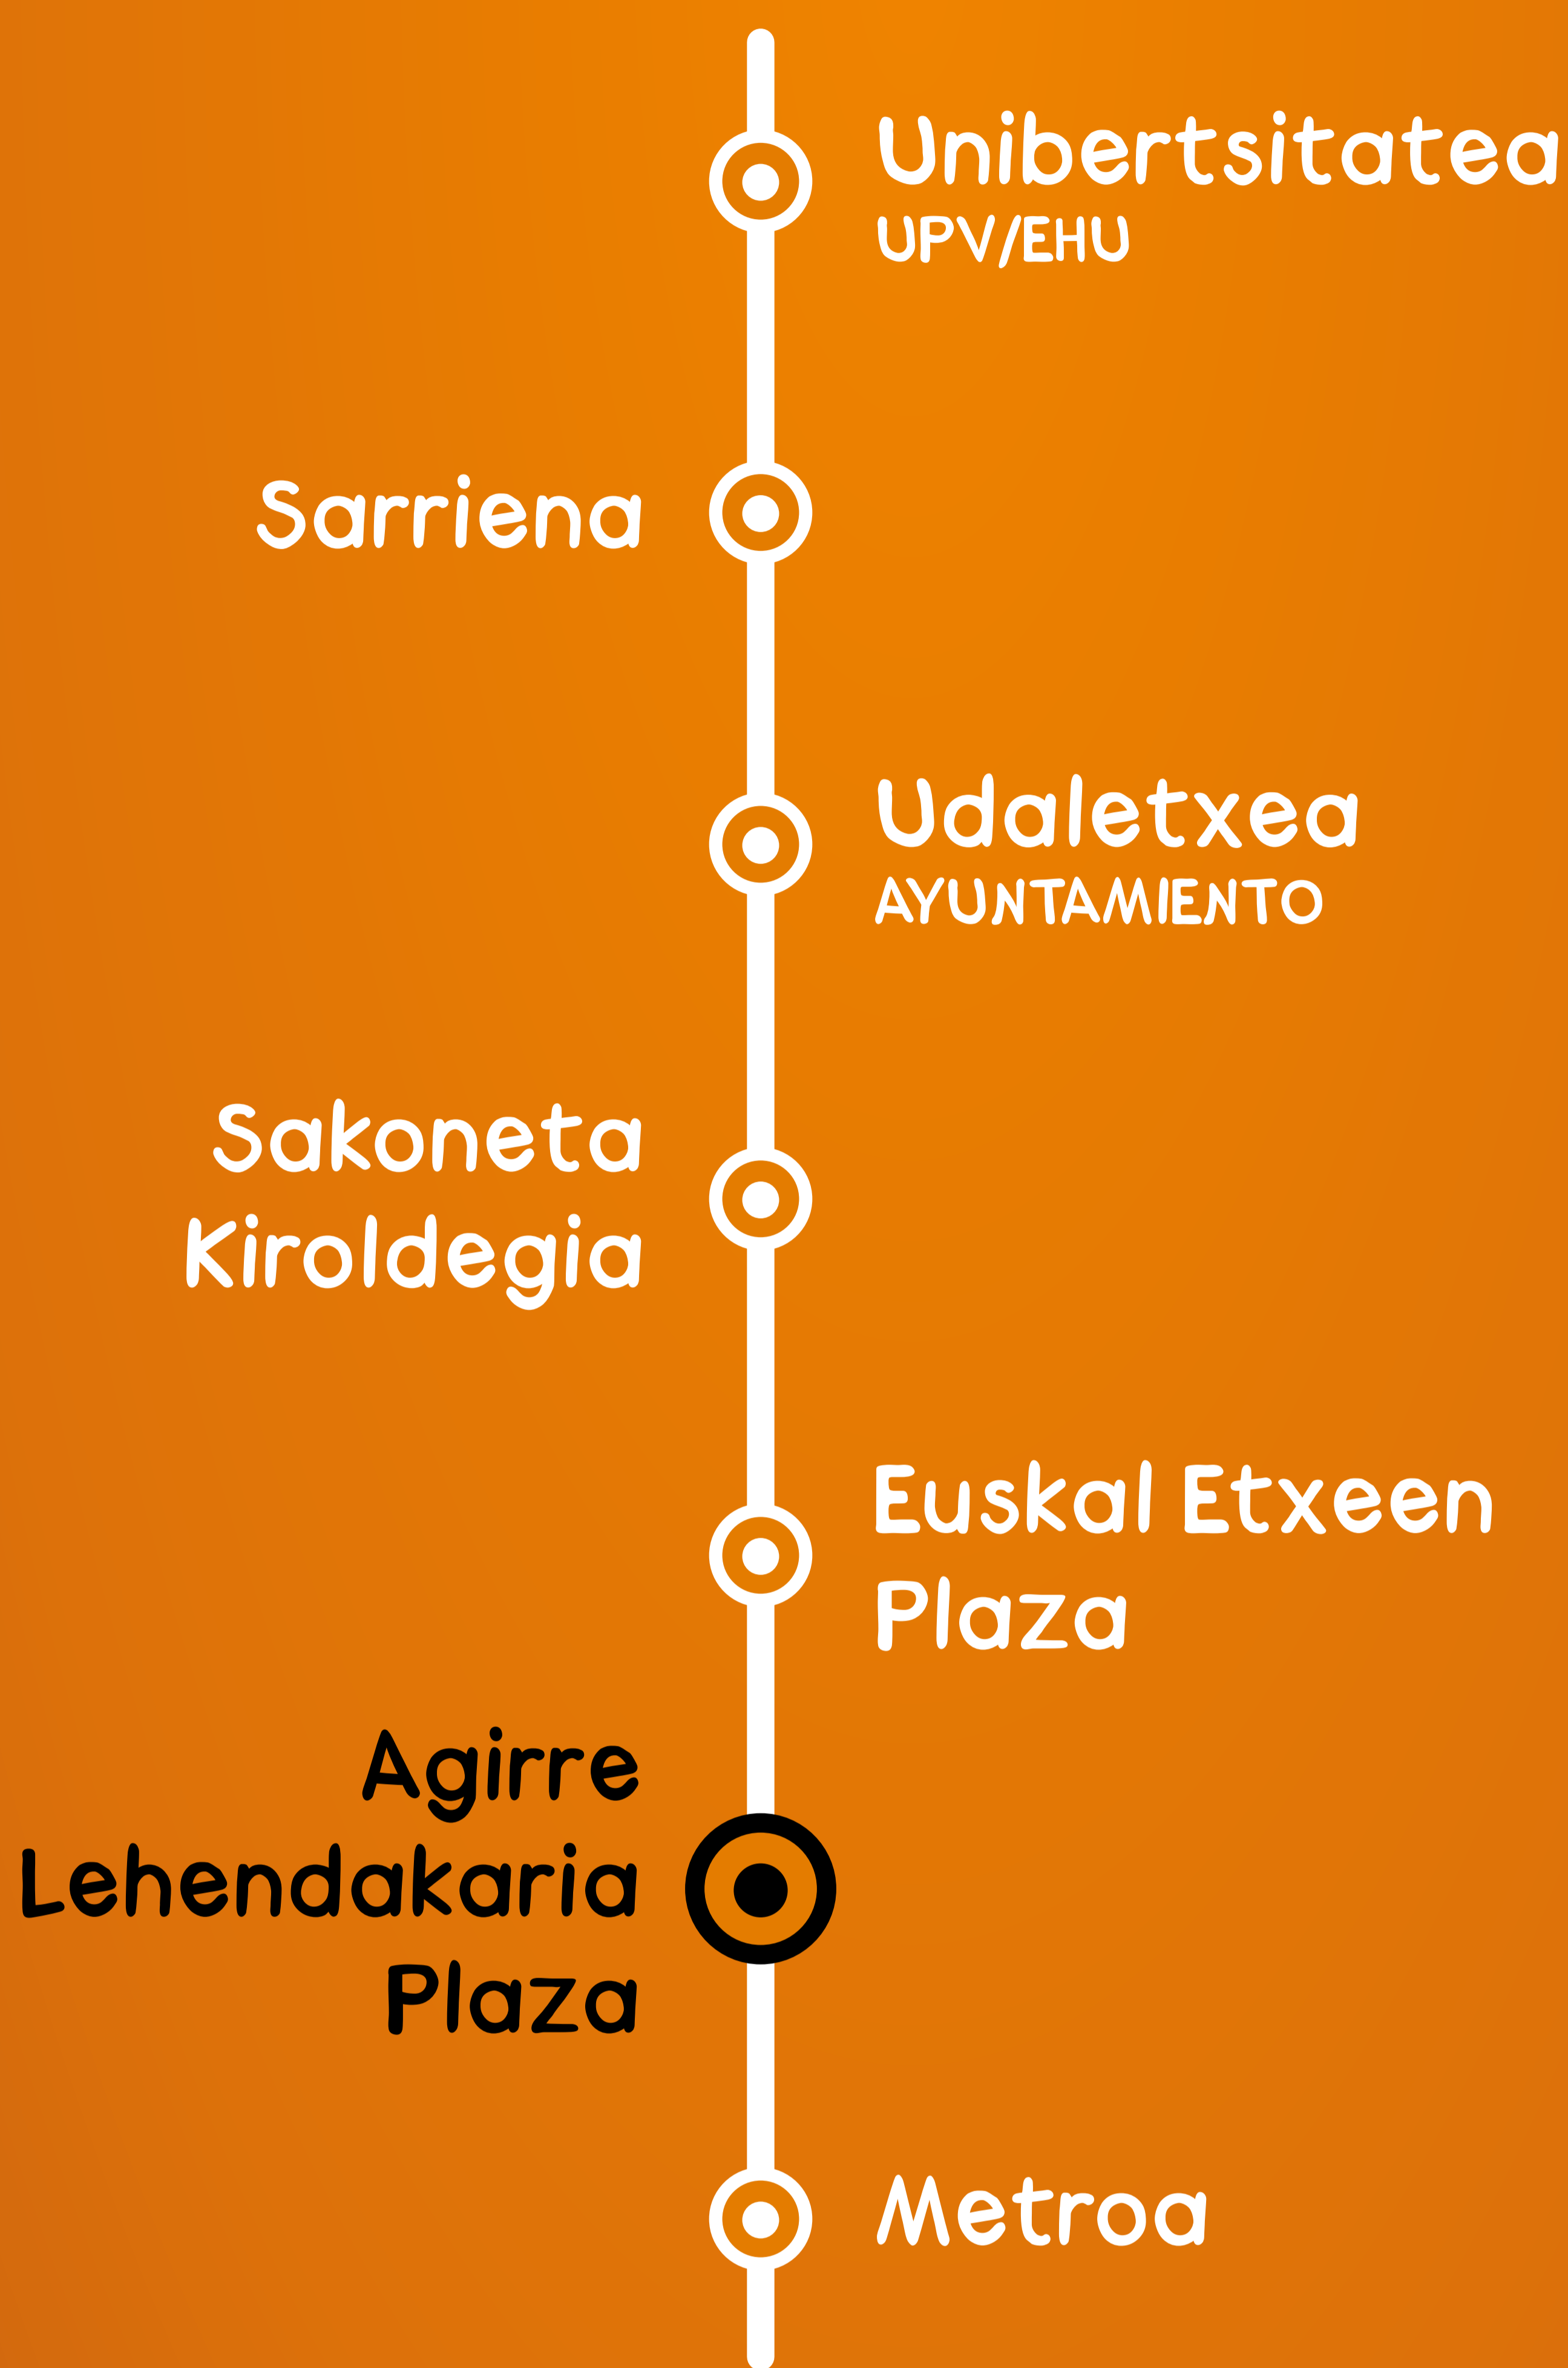 Unibertsitatea
UPV/EHU
Sarriena
Udaletxea
AYUNTAMIENTO
Sakoneta
Kiroldegia
Euskal Etxeen
Plaza
Agirre
Lehendakaria
Plaza
Metroa